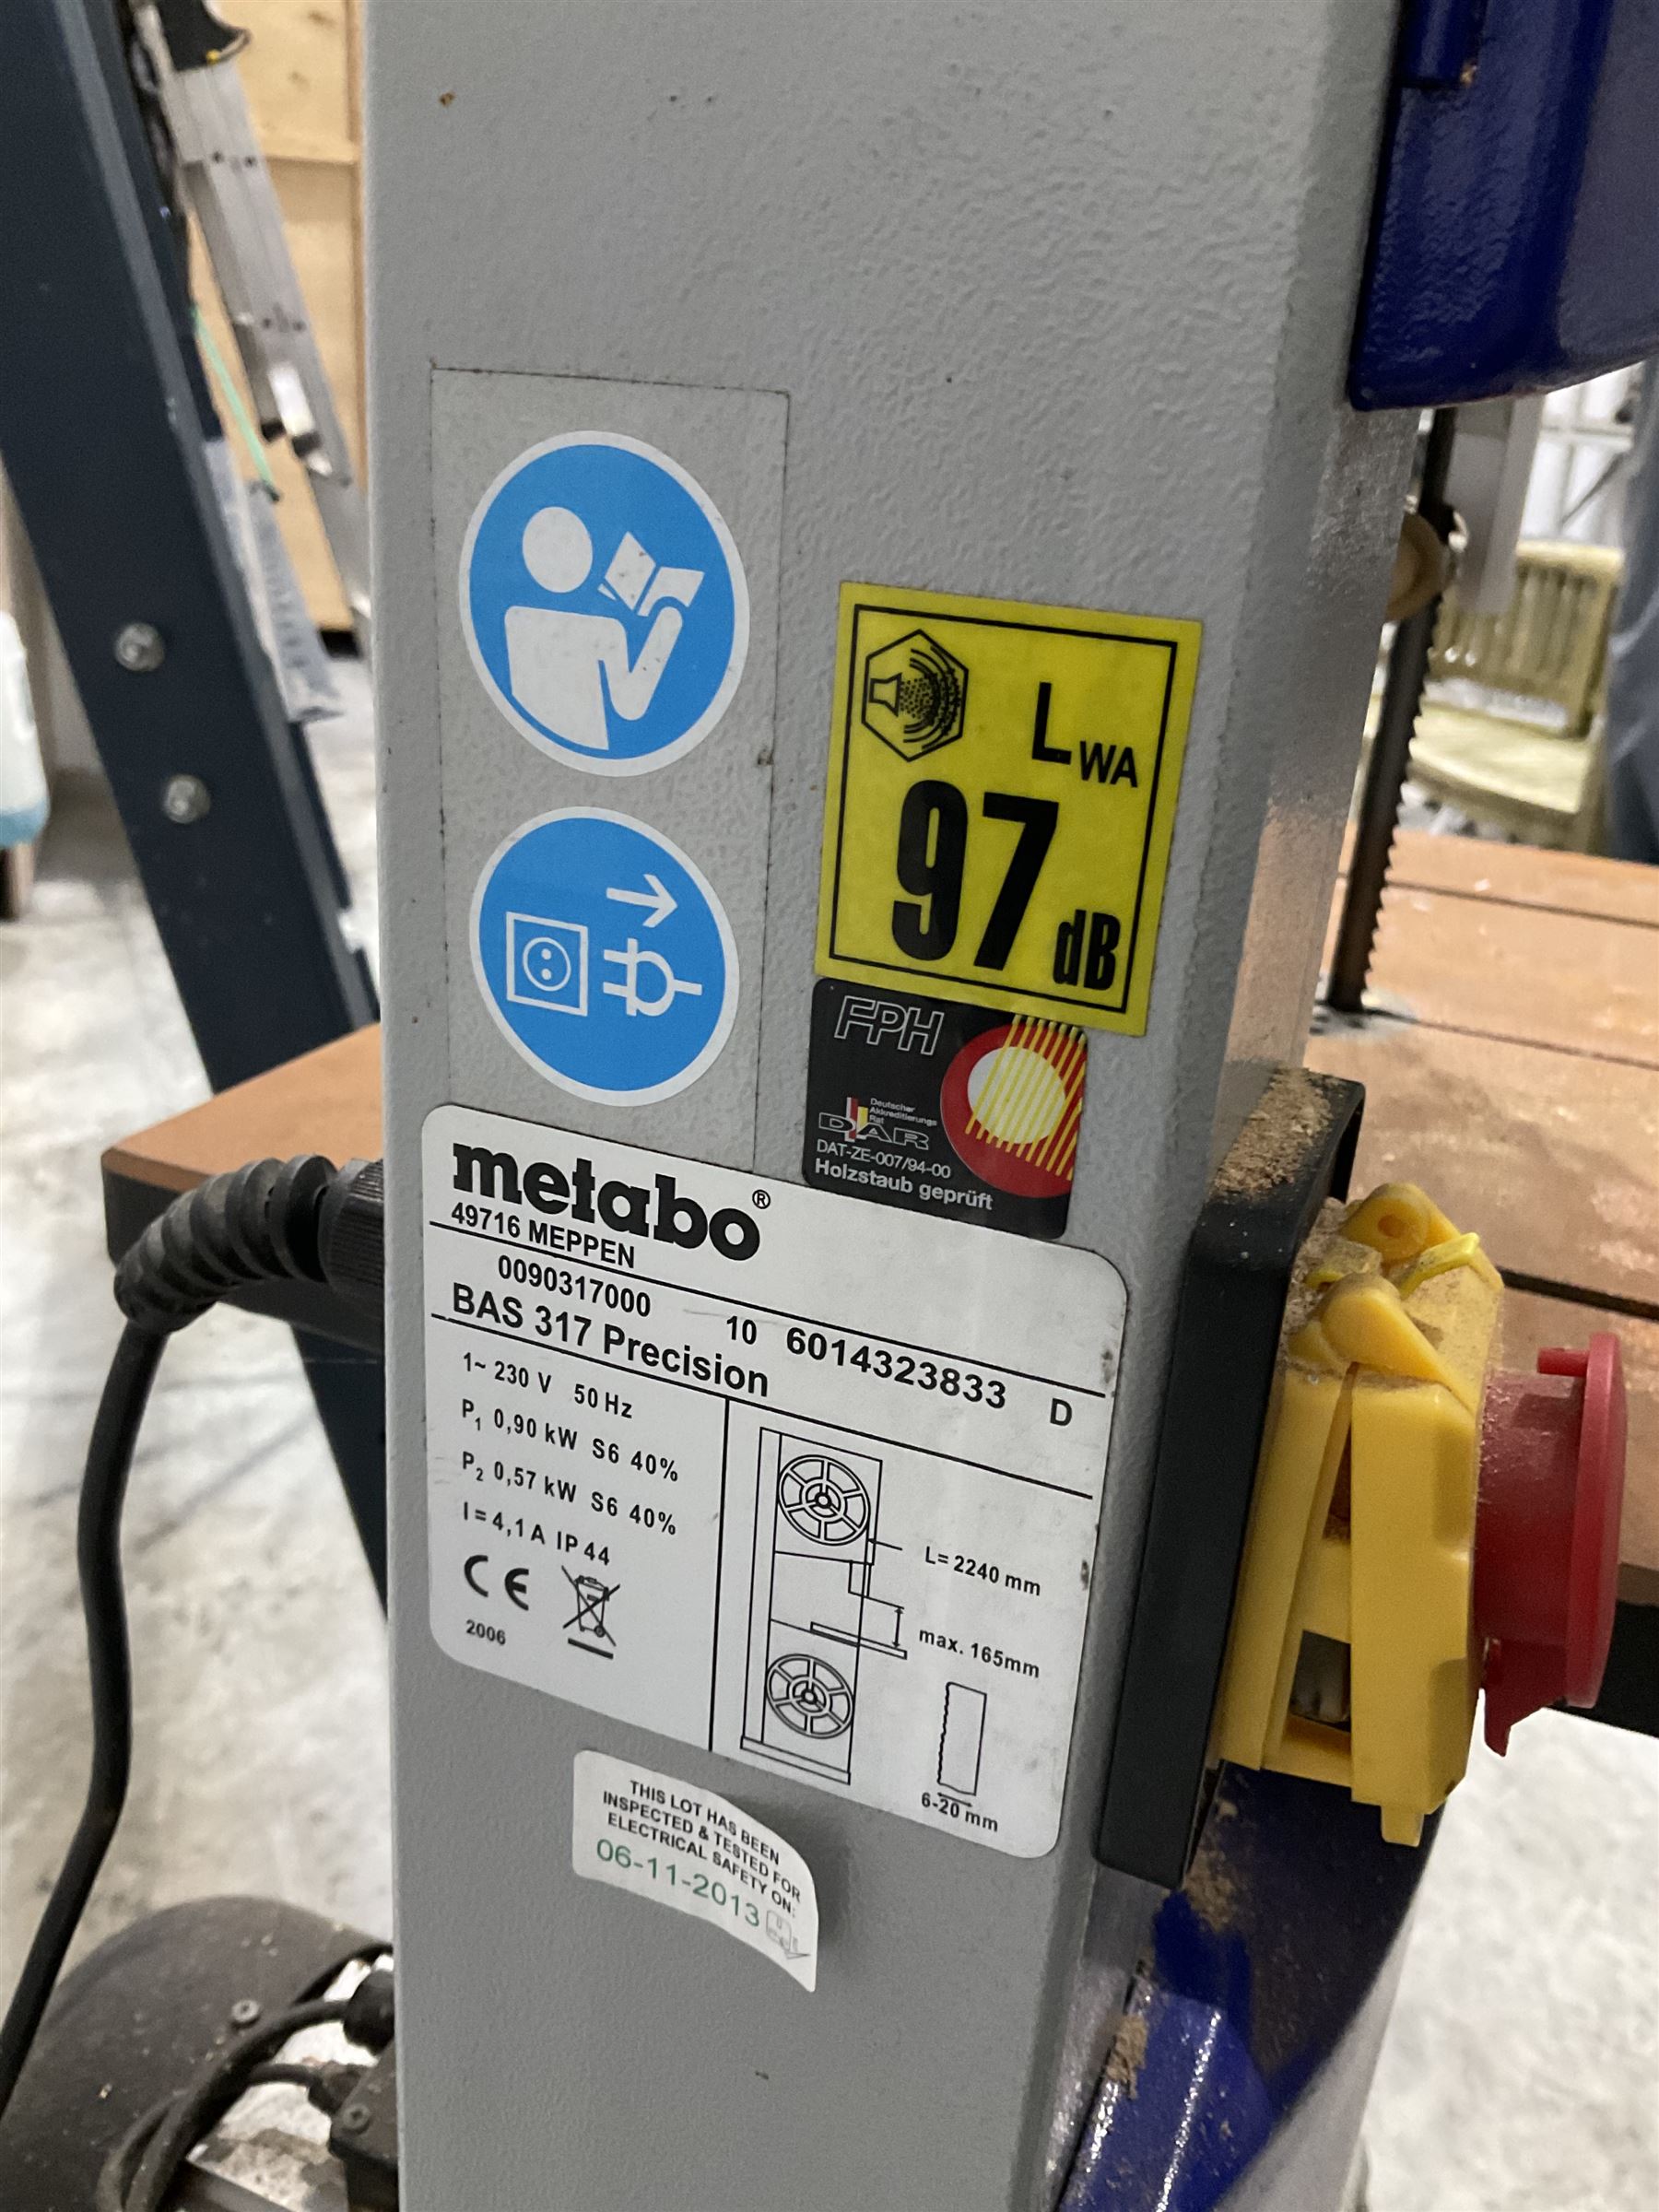 LWA
97 dB
FPH
Deutscher
Akkreditierungs
Rat
DAR
DAT-ZE-007/94-00
Holzstaub geprüft
metabo®
49716 MEPPEN
0090317000 10 6014323833 D
BAS 317 Precision
1~ 230 V 50 Hz
P1 0,90 kW S6 40%
P2 0,57 kW S6 40%
I=4,1A IP 44
CE
2006
L= 2240 mm
max. 165mm
6-20 mm
THIS LOT HAS BEEN
INSPECTED & TESTED FOR
ELECTRICAL SAFETY ON:
06-11-2013